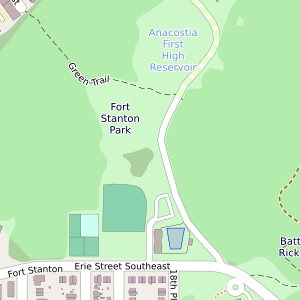 Anacostia
First
High
Reservoir
Green-Trail
Fort
Stanton
Park
Batt
Rick
Erie Street Southeast
Fort Stanton
18th Pl